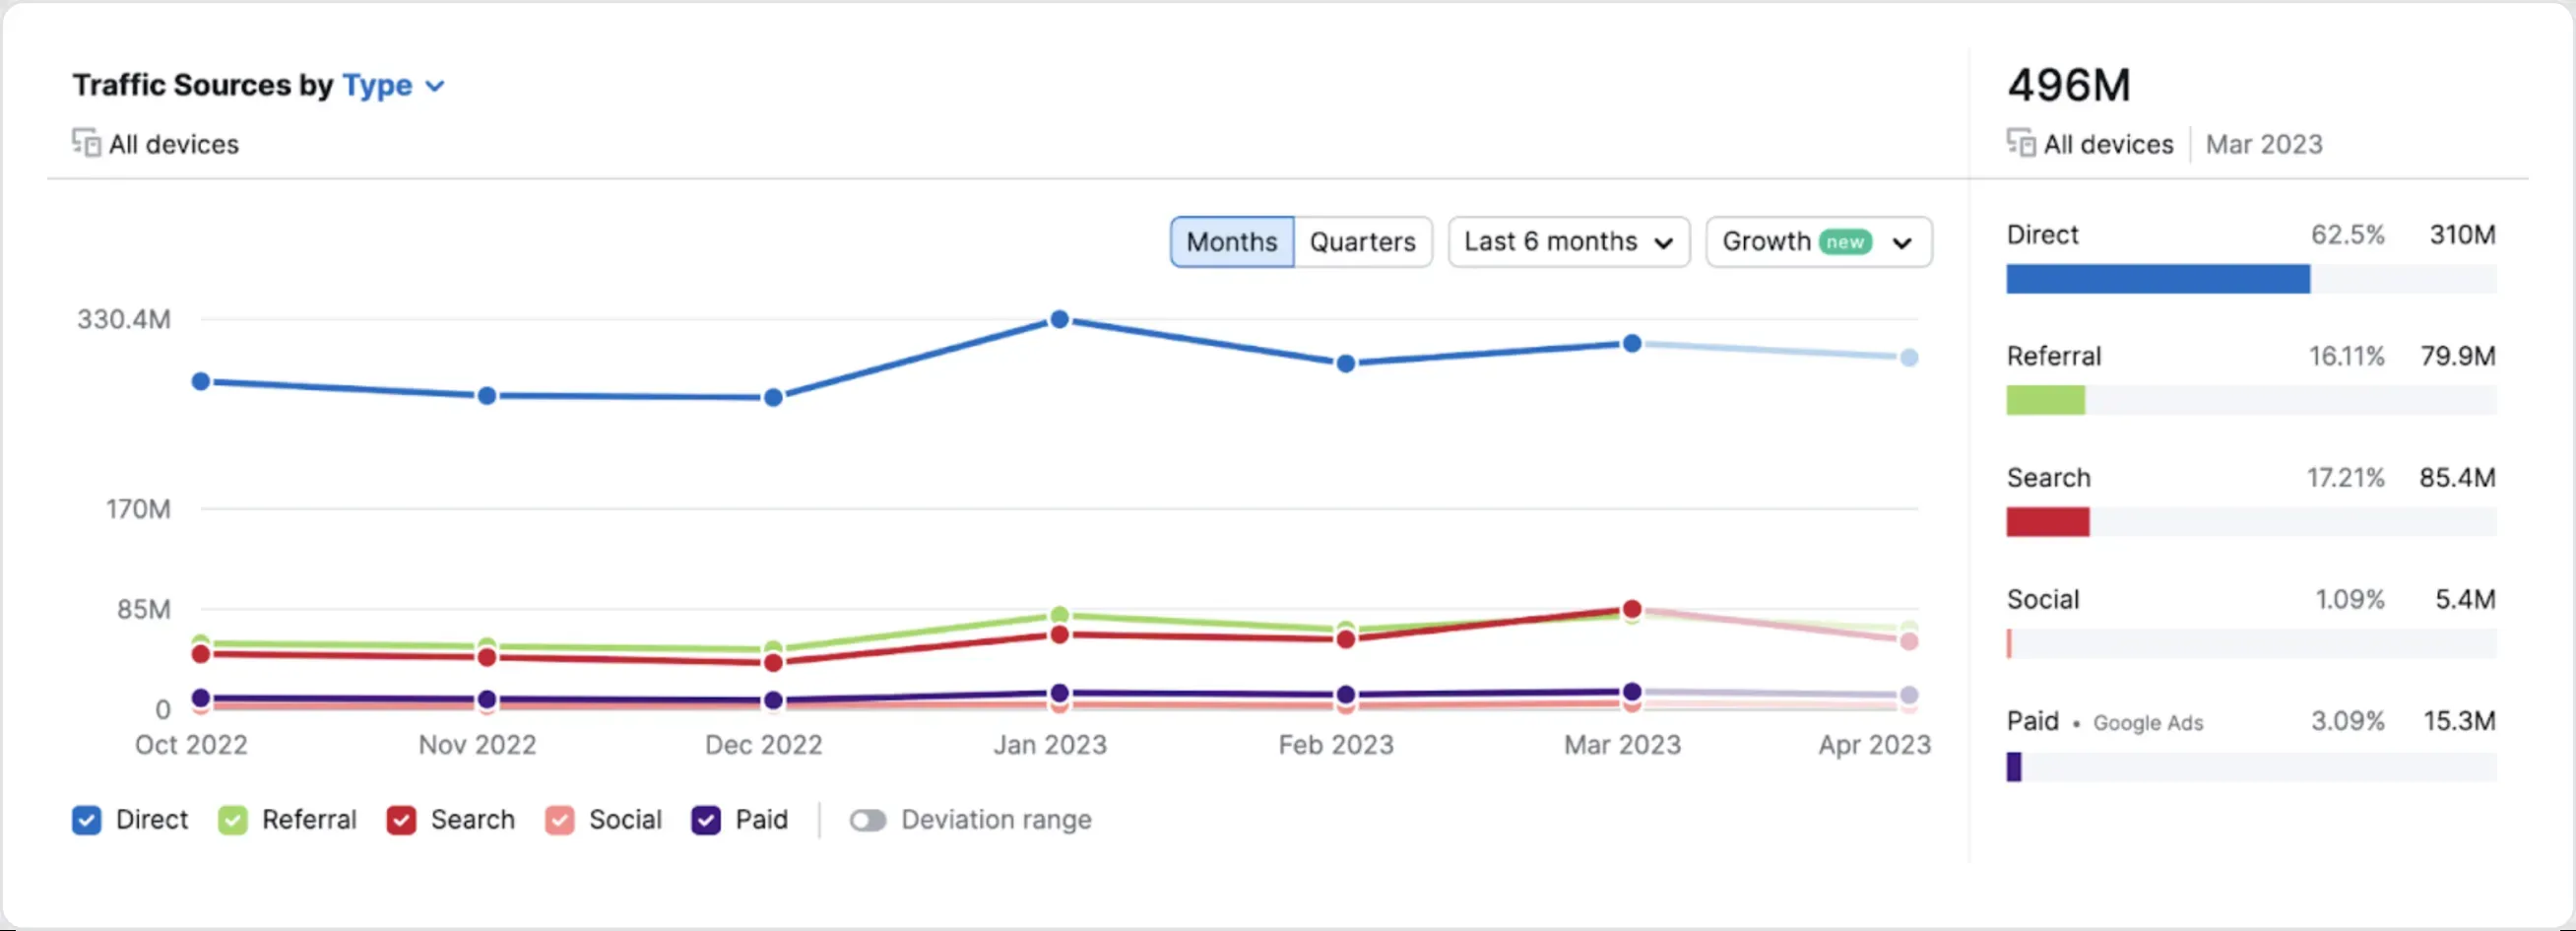 Traffic Sources by Type
All devices
496M
All devices Mar 2023
Months Quarters Last 6 months Growth new
330.4M
170M
85M
0
Oct 2022 Nov 2022 Dec 2022 Jan 2023 Feb 2023 Mar 2023 Apr 2023
Direct Referral Search Social Paid Deviation range
Direct 62.5% 310M
Referral 16.11% 79.9M
Search 17.21% 85.4M
Social 1.09% 5.4M
Paid • Google Ads 3.09% 15.3M